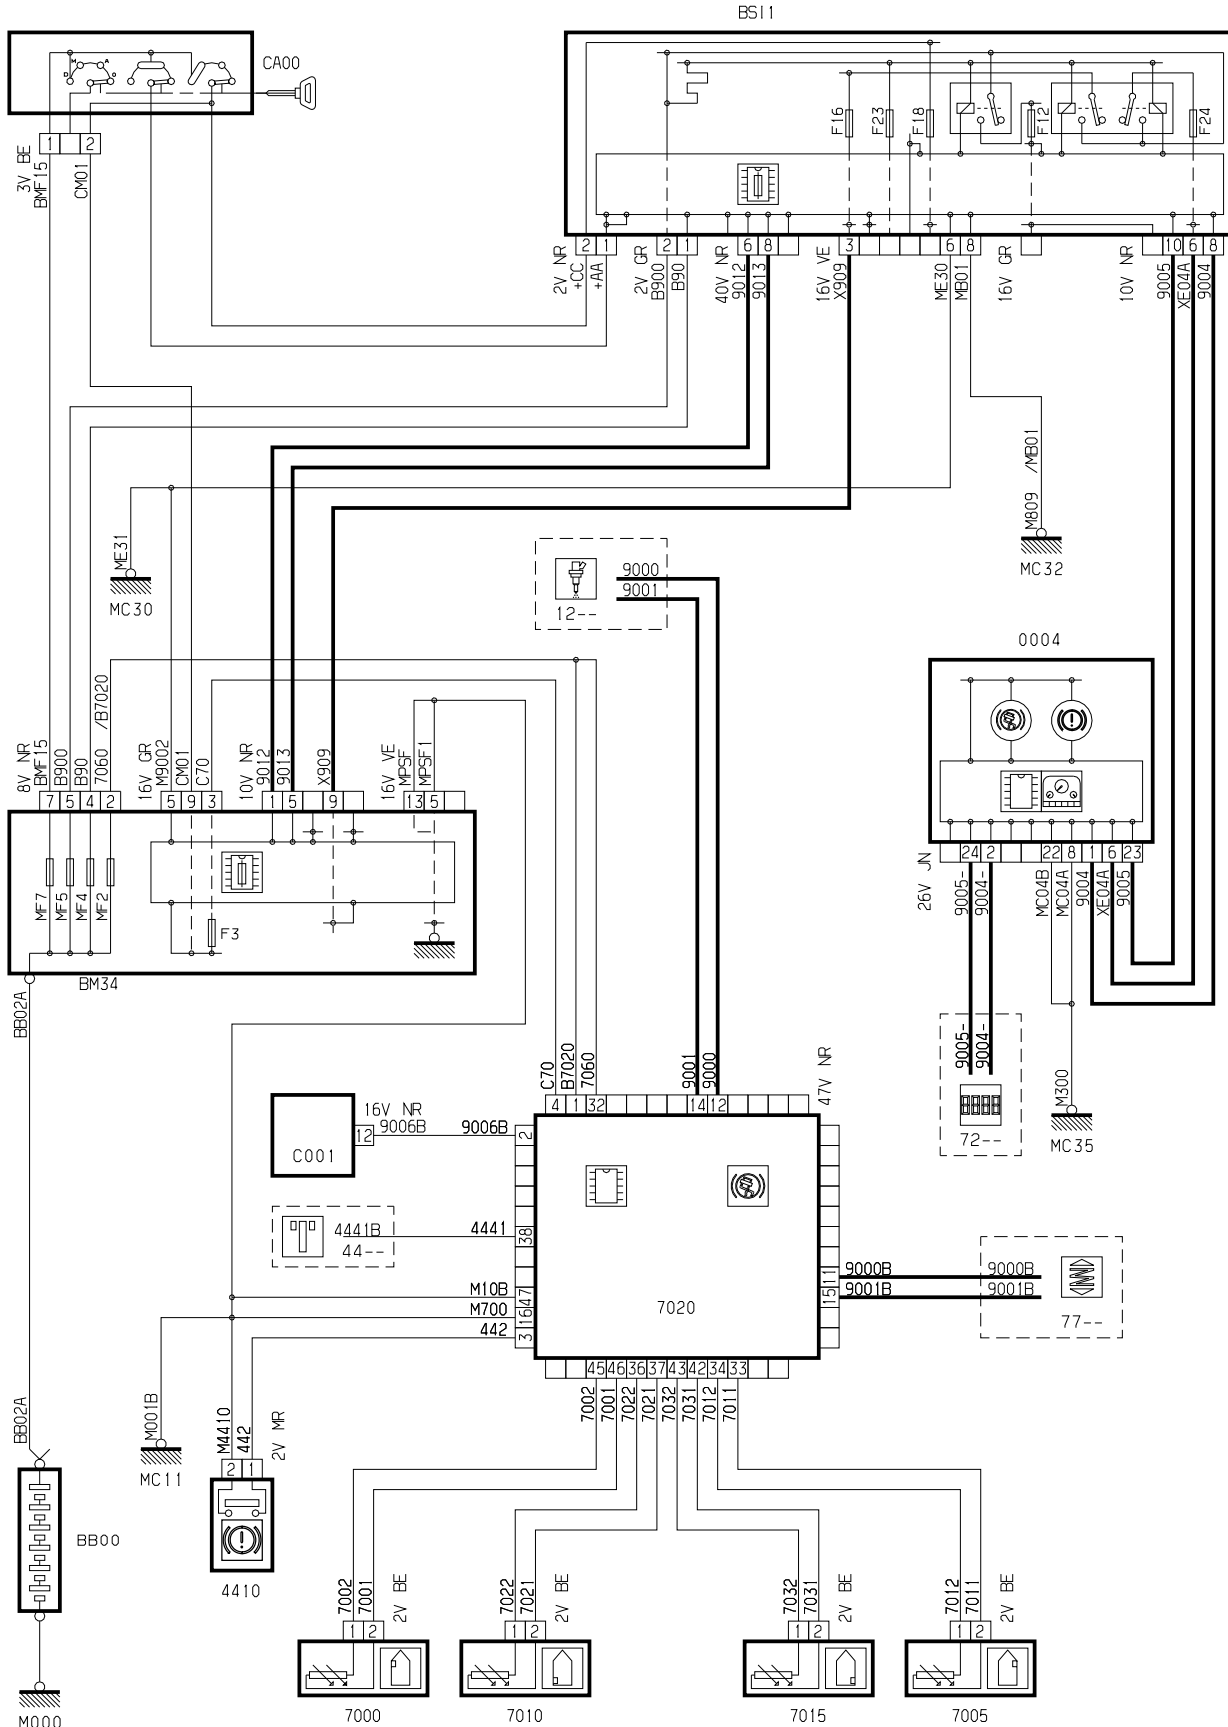 BSI1
CA00
M A
D O
1 2
3V BE
BMF15
CM01
F16
F23
F18
F12
F24
2 1 2 1 6 8 3 6 8 10 6 8
2V NR
+CC
+AA
2V GR
B900
B90
40V NR
9012
9013
16V VE
X909
ME30
MB01
16V GR
10V NR
9005
XE04A
9004
M809 /MB01
MC32
ME31
MC30
9000
9001
12--
0004
8V NR
BMF15
B900
B90
7060 /B7020
16V GR
M9002
CM01
C70
10V NR
9012
9013
X909
16V VE
MPSF
MPSF1
7 5 4 2 5 9 3 1 5 9 13 5
MF7
MF5
MF4
MF2
F3
BM34
24 2 22 8 1 6 23
26V JN
9005-
9004-
MC04B
MC04A
9004
XE04A
9005
BB02A
9005-
9004-
72--
M300
MC35
C70
B7020
7060
9001
9000
47V NR
4 1 32 14 12
C001
16V NR
12 9006B
9006B
2
4441B
44--
4441
38
M10B
47
M700
16
442
3
7020
11
9000B
9000B
15
9001B
9001B
77--
45 46 36 37 43 42 34 33
7002
7001
7022
7021
7032
7031
7012
7011
BB02A
M001B
MC11
M4410
442
2V MR
2 1
4410
BB00
M000
7002
7001
2V BE
1 2
7000
7022
7021
2V BE
1 2
7010
7032
7031
2V BE
1 2
7015
7012
7011
2V BE
1 2
7005